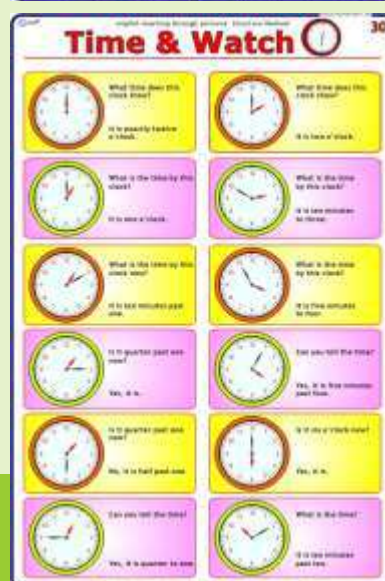 english teaching through pictures
Time & Watch
30
What time does this
clock show?
It is exactly twelve
o'clock.
What time does this
clock show?
It is two o'clock.
What is the time by this
clock?
It is one o'clock.
What is the time
by this clock?
It is ten minutes
to three.
What is the time by this
clock now?
It is ten minutes past
one.
What is the time
by this clock?
It is five minutes
to four.
Is it quarter past one
now?
Yes, it is.
Can you tell the time?
Yes, it is five minutes
past four.
Is it quarter past one
now?
No, it is half past one.
Is it six o'clock now?
Yes, it is.
Can you tell the time?
Yes, it is quarter to one.
What is the time?
It is ten minutes
past two.